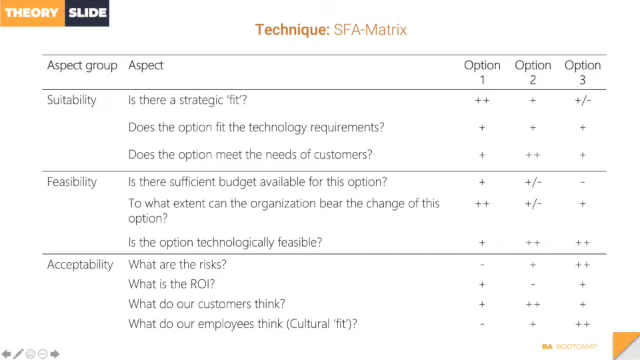 THEORY SLIDE
Technique: SFA-Matrix
Aspect group Aspect Option 1 Option 2 Option 3
Suitability Is there a strategic ‘fit’? ++ + +/-
Does the option fit the technology requirements? + + +
Does the option meet the needs of customers? + ++ +
Feasibility Is there sufficient budget available for this option? + +/- -
To what extent can the organization bear the change of this ++ +/- +
option?
Is the option technologically feasible? + ++ ++
Acceptability What are the risks? - + ++
What is the ROI? + - +
What do our customers think? + ++ +
What do our employees think (Cultural ‘fit’)? - + ++
BA BOOTCAMP